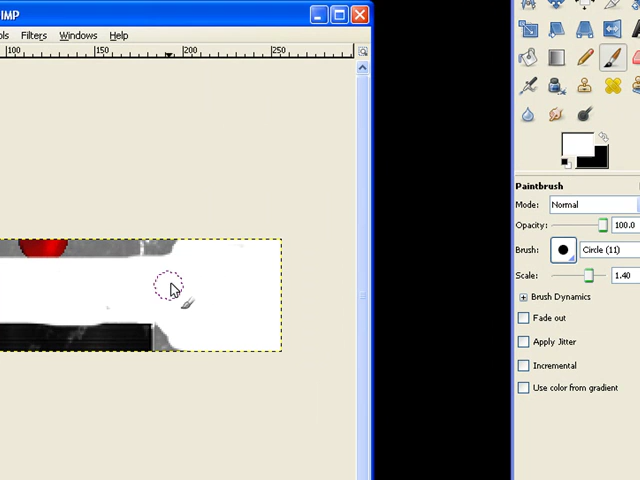 IMP
ols Filters Windows Help
100 150 200 250
Paintbrush
Mode: Normal
Opacity: 100.0
Brush: Circle (11)
Scale: 1.40
Brush Dynamics
Fade out
Apply Jitter
Incremental
Use color from gradient